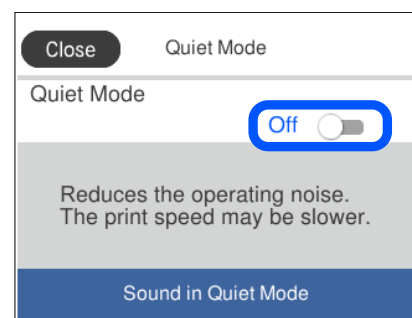 Close Quiet Mode
Quiet Mode
Off
Reduces the operating noise.
The print speed may be slower.
Sound in Quiet Mode